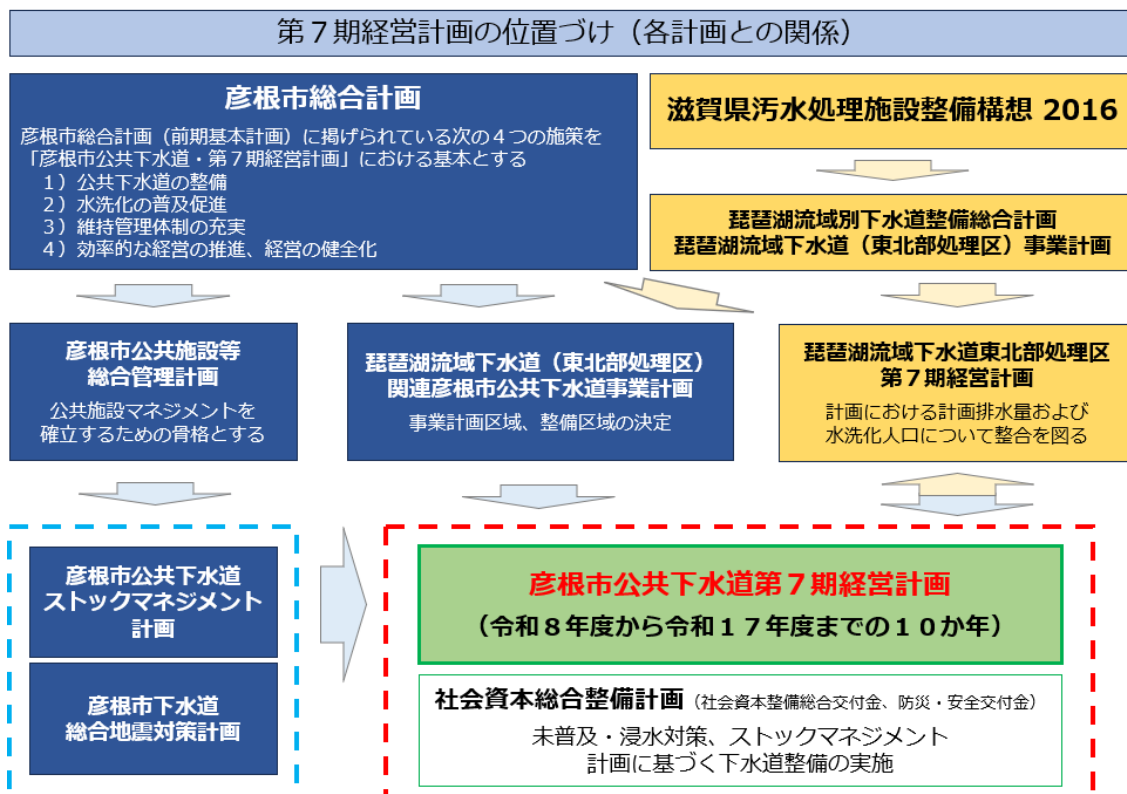 第７期経営計画の位置づけ（各計画との関係）
彦根市総合計画
彦根市総合計画（前期基本計画）に掲げられている次の４つの施策を
「彦根市公共下水道・第７期経営計画」における基本とする
１）公共下水道の整備
２）水洗化の普及促進
３）維持管理体制の充実
４）効率的な経営の推進、経営の健全化
滋賀県汚水処理施設整備構想 2016
琵琶湖流域別下水道整備総合計画
琵琶湖流域下水道（東北部処理区）事業計画
彦根市公共施設等
総合管理計画
公共施設マネジメントを
確立するための骨格とする
琵琶湖流域下水道（東北部処理区）
関連彦根市公共下水道事業計画
事業計画区域、整備区域の決定
琵琶湖流域下水道東北部処理区
第７期経営計画
計画における計画排水量および
水洗化人口について整合を図る
彦根市公共下水道
ストックマネジメント
計画
彦根市下水道
総合地震対策計画
彦根市公共下水道第７期経営計画
（令和８年度から令和１７年度までの１０か年）
社会資本総合整備計画（社会資本整備総合交付金、防災・安全交付金）
未普及・浸水対策、ストックマネジメント
計画に基づく下水道整備の実施